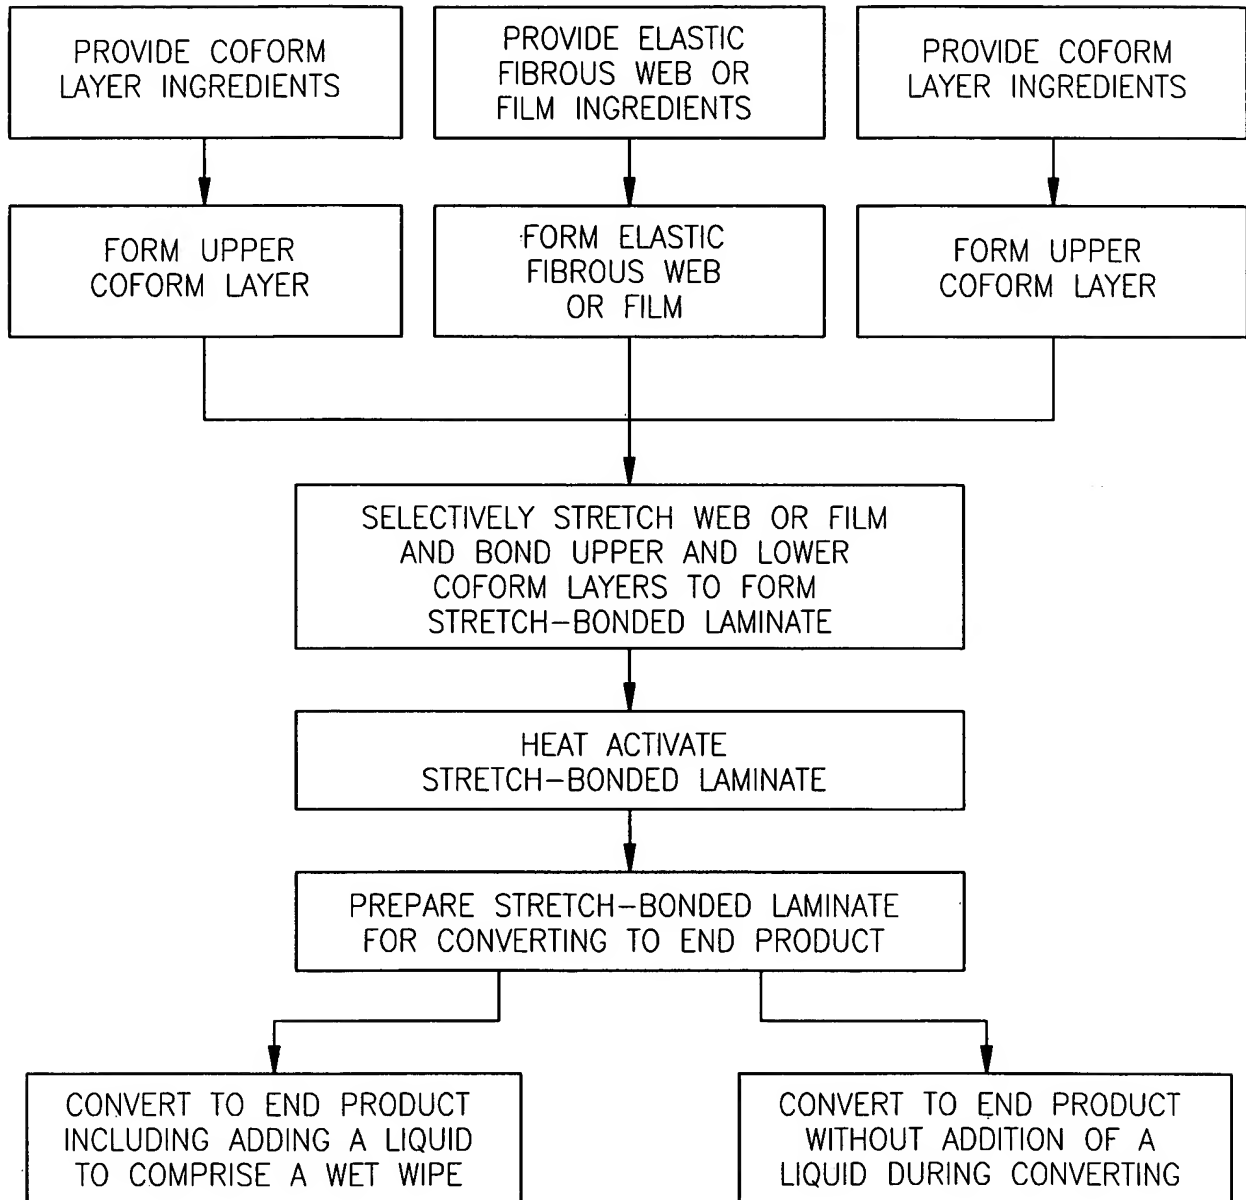 PROVIDE COFORM
LAYER INGREDIENTS
PROVIDE ELASTIC
FIBROUS WEB OR
FILM INGREDIENTS
PROVIDE COFORM
LAYER INGREDIENTS
FORM UPPER
COFORM LAYER
FORM ELASTIC
FIBROUS WEB
OR FILM
FORM UPPER
COFORM LAYER
SELECTIVELY STRETCH WEB OR FILM
AND BOND UPPER AND LOWER
COFORM LAYERS TO FORM
STRETCH-BONDED LAMINATE
HEAT ACTIVATE
STRETCH-BONDED LAMINATE
PREPARE STRETCH-BONDED LAMINATE
FOR CONVERTING TO END PRODUCT
CONVERT TO END PRODUCT
INCLUDING ADDING A LIQUID
TO COMPRISE A WET WIPE
CONVERT TO END PRODUCT
WITHOUT ADDITION OF A
LIQUID DURING CONVERTING